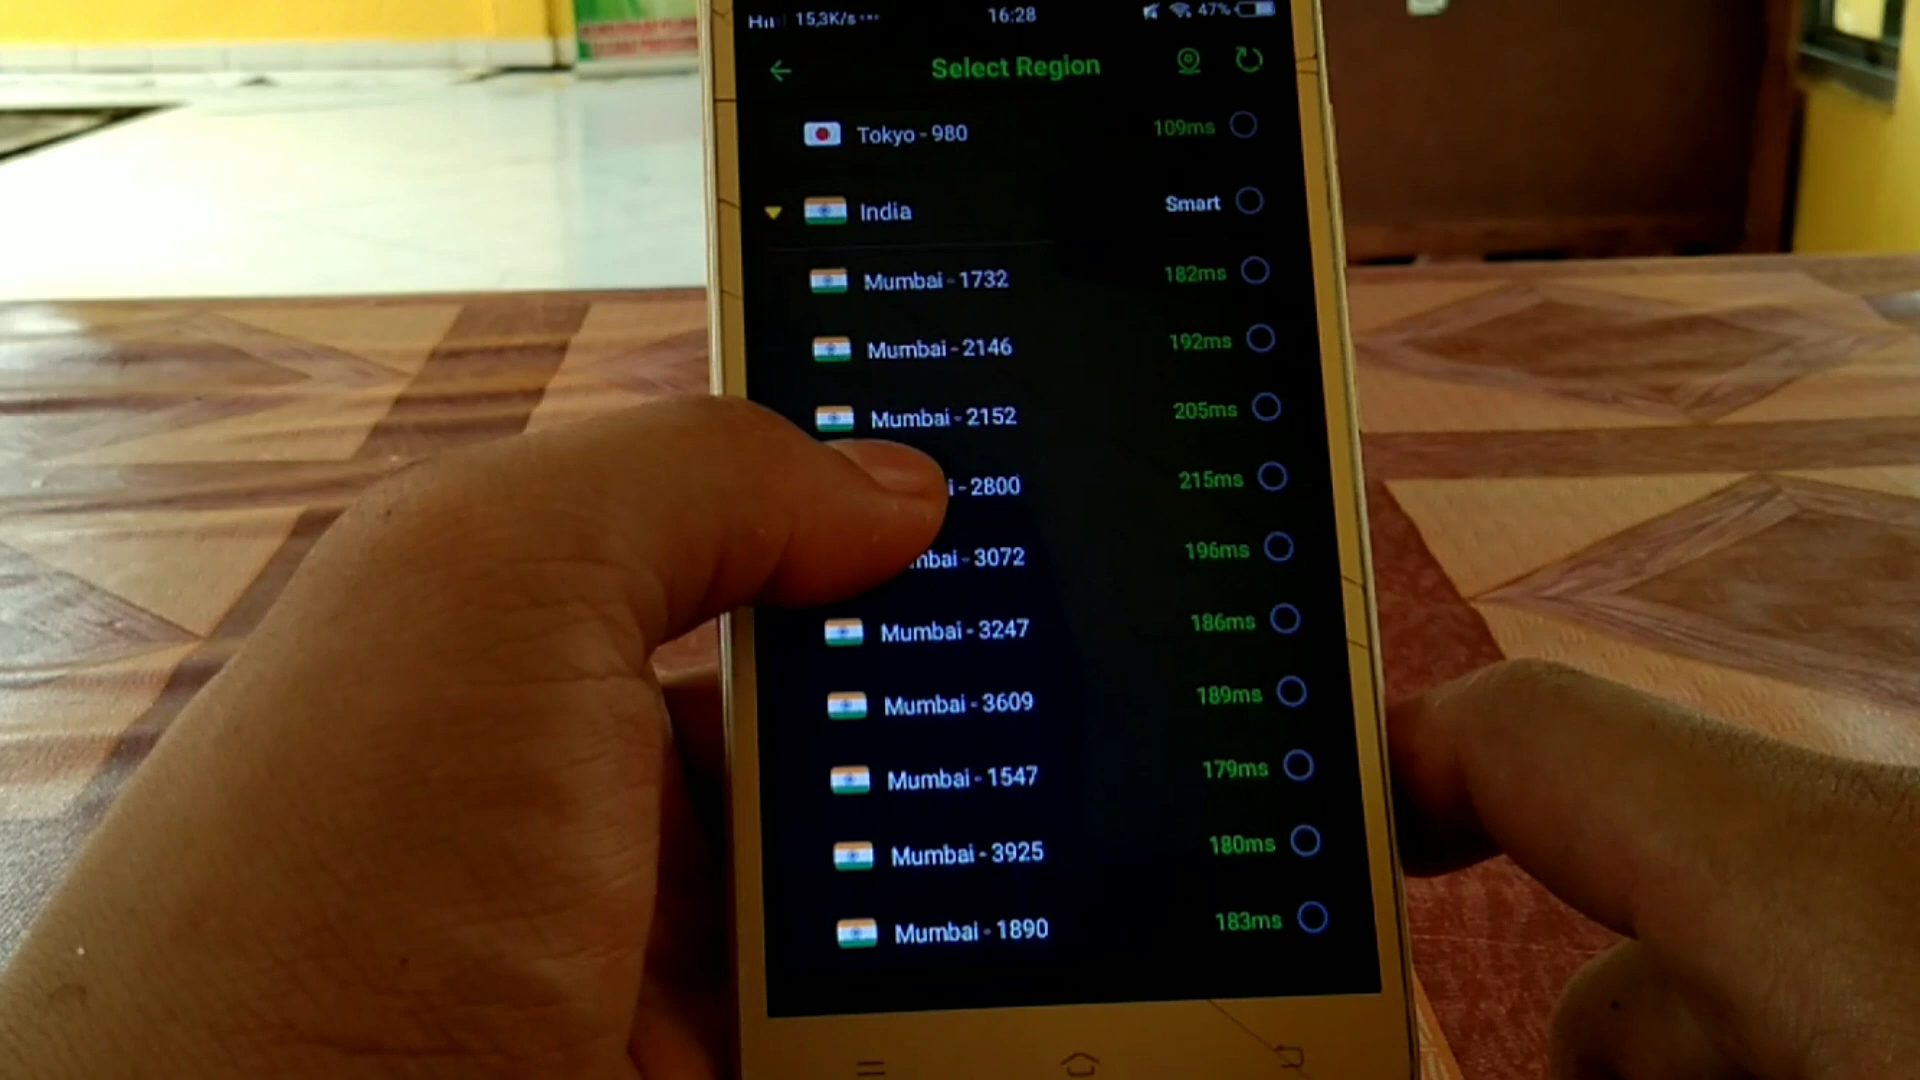 15,3K/s 16:28 47%
Select Region
Tokyo - 980 109ms
India Smart
Mumbai - 1732 182ms
Mumbai - 2146 192ms
Mumbai - 2152 205ms
i - 2800 215ms
nbai - 3072 196ms
Mumbai - 3247 186ms
Mumbai - 3609 189ms
Mumbai - 1547 179ms
Mumbai - 3925 180ms
Mumbai - 1890 183ms